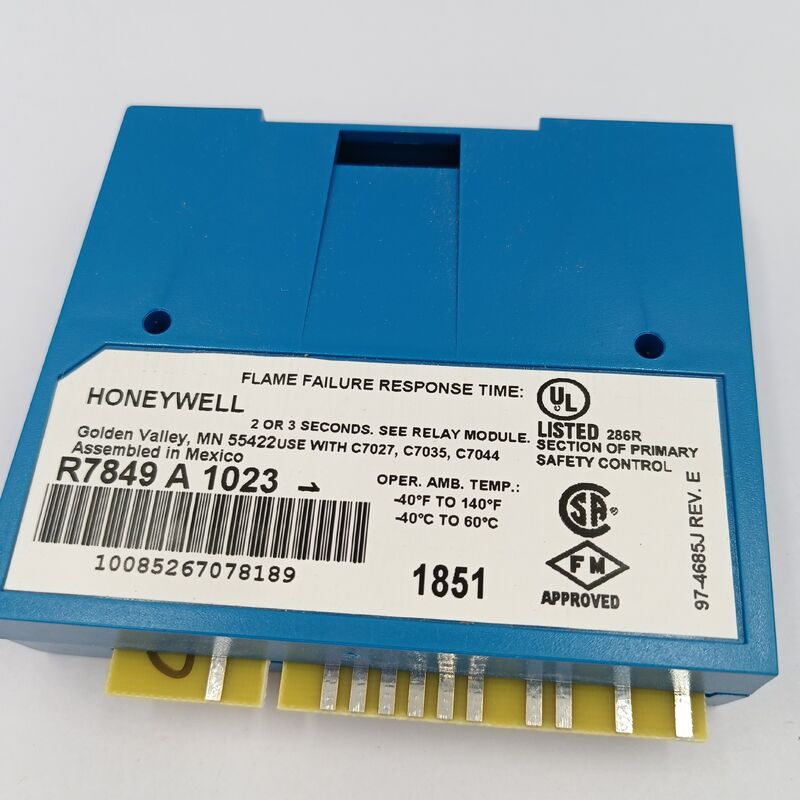 FLAME FAILURE RESPONSE TIME:
HONEYWELL
2 OR 3 SECONDS. SEE RELAY MODULE.
Golden Valley, MN 55422 USE WITH C7027, C7035, C7044
Assembled in Mexico
R7849 A 1023
OPER. AMB. TEMP.:
-40°F TO 140°F
-40°C TO 60°C
10085267078189
1851
UL
LISTED 286R
SECTION OF PRIMARY
SAFETY CONTROL
SA ®
FM
APPROVED
97-4685J REV. E